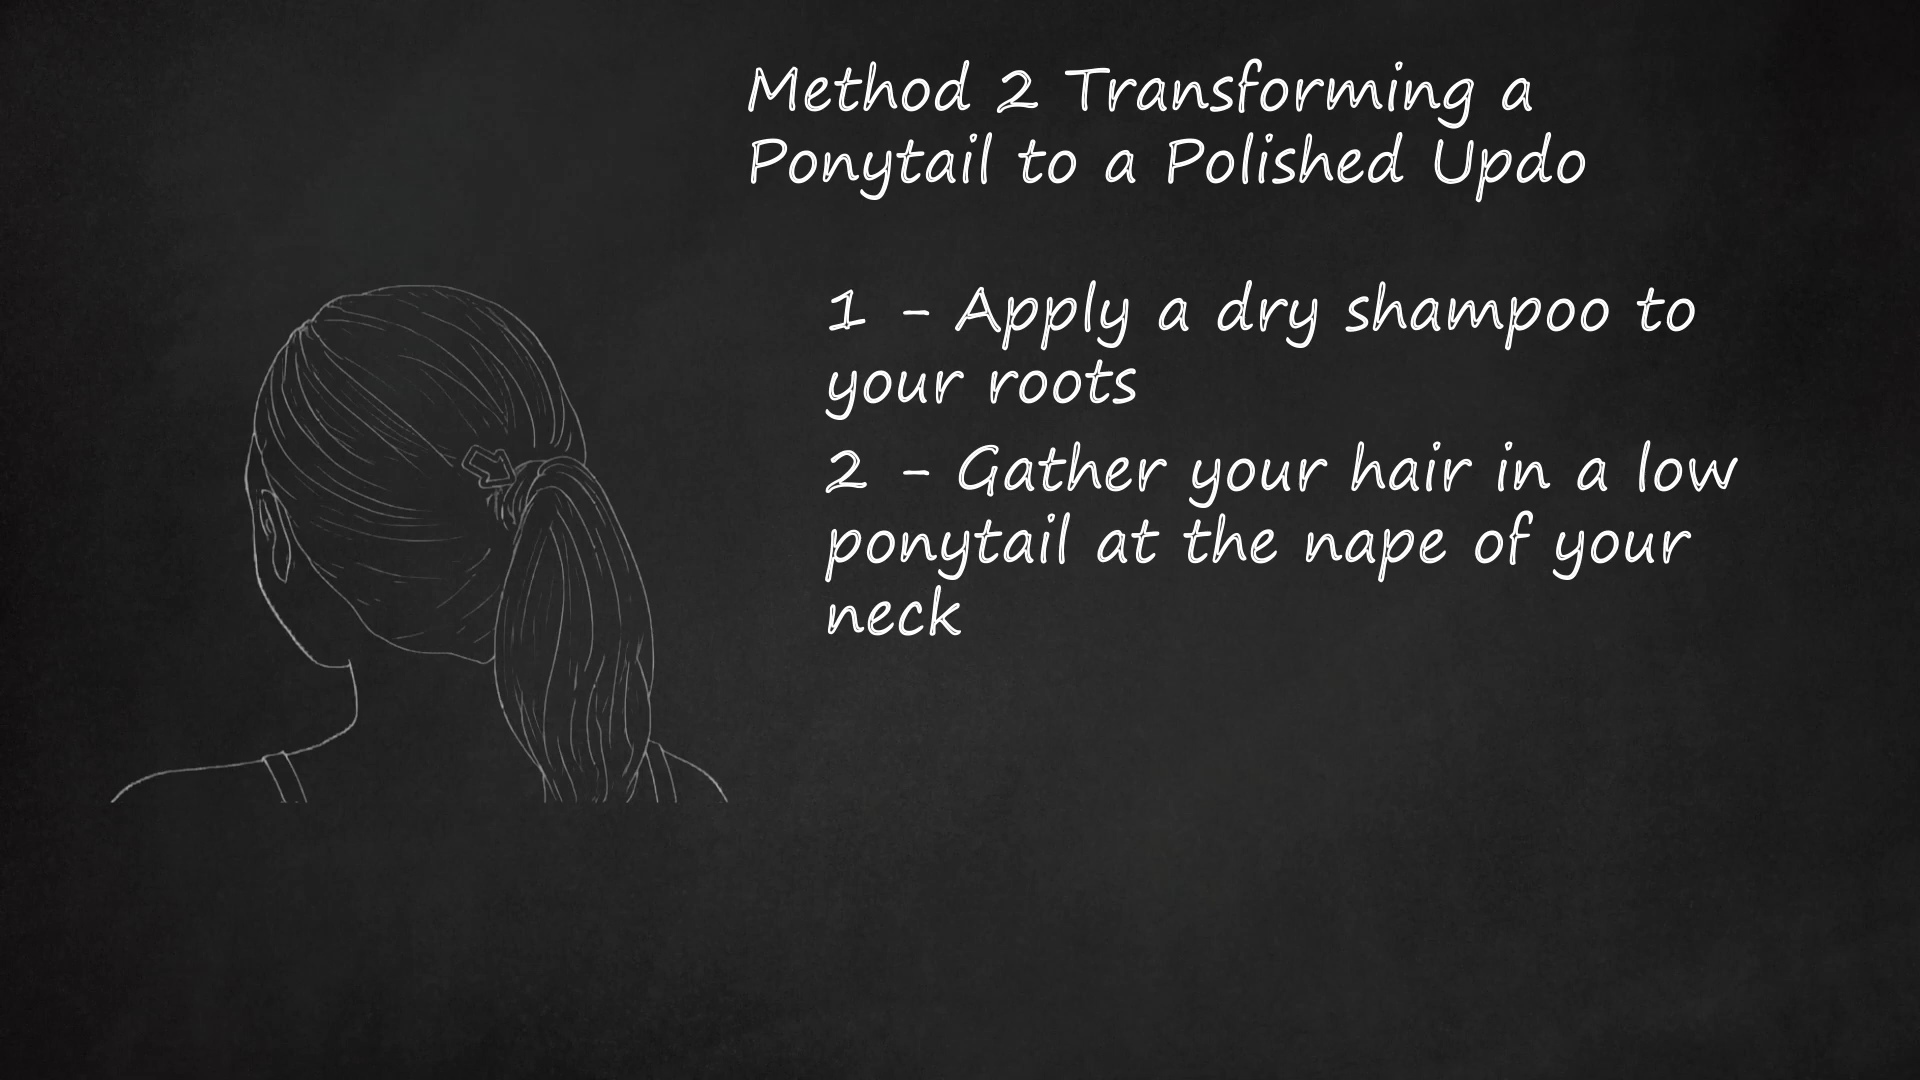 Method 2 Transforming a
Ponytail to a Polished Updo
1 - Apply a dry shampoo to
your roots
2 - Gather your hair in a low
ponytail at the nape of your
neck